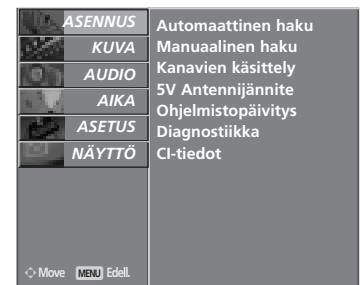 ASENNUS
KUVA
AUDIO
AIKA
ASETUS
NÄYTTÖ
Automaattinen haku
Manuaalinen haku
Kanavien käsittely
5V Antennijännite
Ohjelmistopäivitys
Diagnostiikka
CI-tiedot
Move MENU Edell.